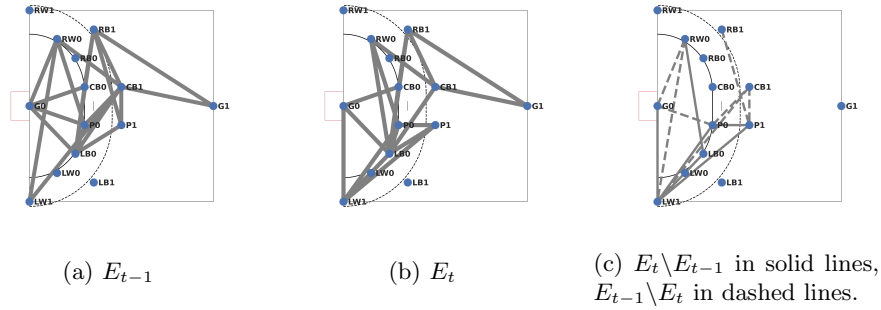 RW1
RB1
RW0
RB0
CB0
CB1
G0
G1
P0
P1
LB0
LW0
LB1
LW1
RW1
RB1
RW0
RB0
CB0
CB1
G0
G1
P0
P1
LB0
LW0
LB1
LW1
RW1
RB1
RW0
RB0
CB0
CB1
G0
G1
P0
P1
LB0
LW0
LB1
LW1
(a) E_{t−1}
(b) E_t
(c) E_t\E_{t−1} in solid lines,
E_{t−1}\E_t in dashed lines.